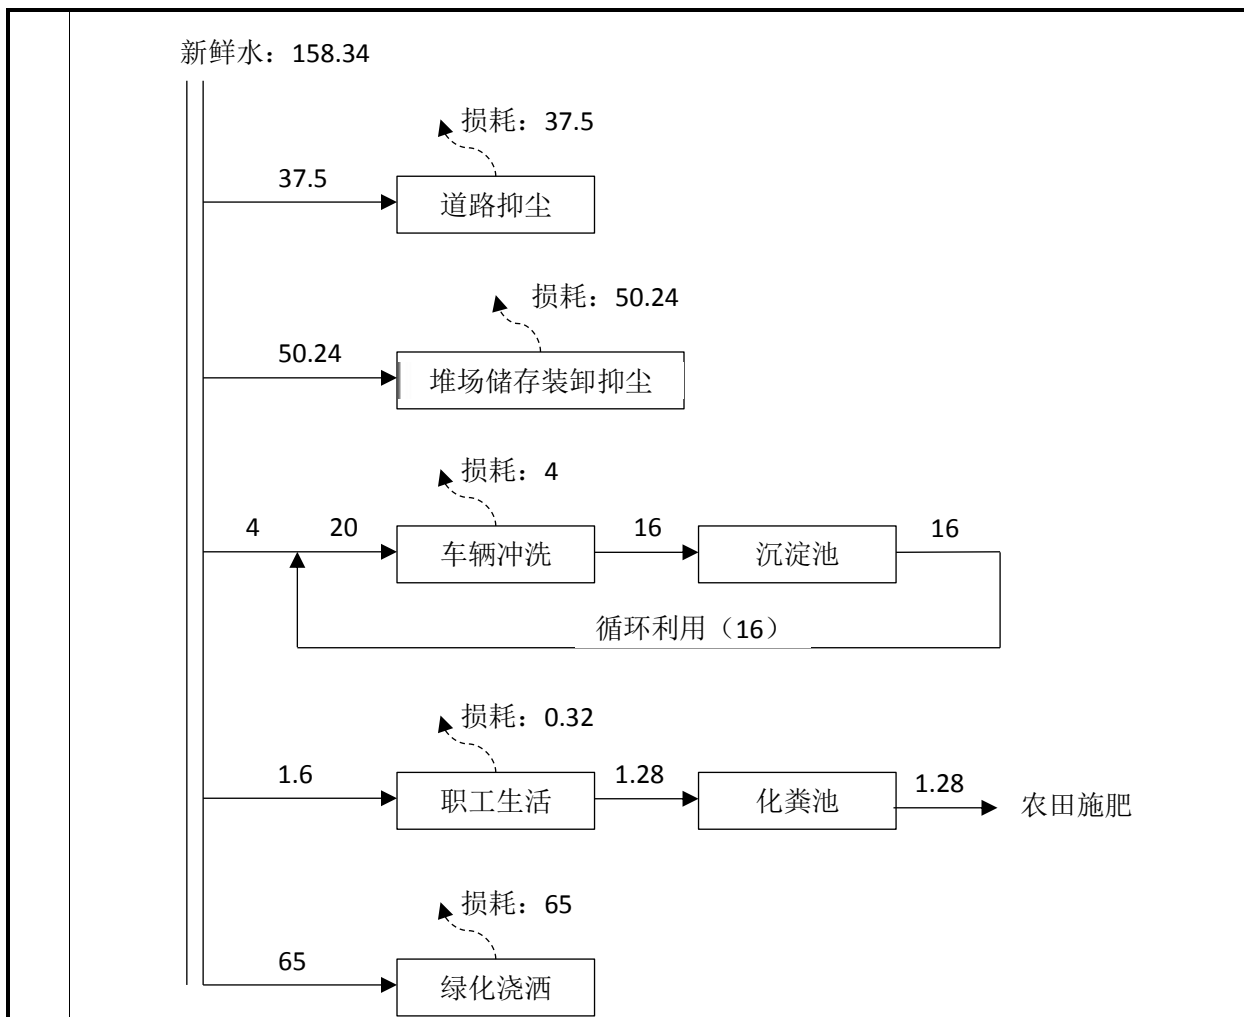 新鲜水：158.34
损耗：37.5
37.5
道路抑尘
损耗：50.24
50.24
堆场储存装卸抑尘
损耗：4
4
20
车辆冲洗
16
沉淀池
16
循环利用（16）
损耗：0.32
1.6
职工生活
1.28
化粪池
1.28
农田施肥
损耗：65
65
绿化浇洒